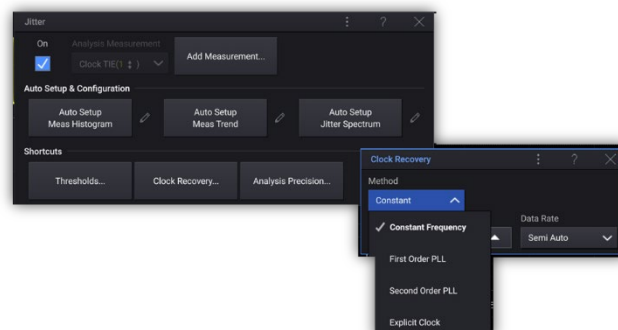 Jitter
On
Analysis Measurement
Clock TIE(1 ↕ )
Add Measurement...
Auto Setup & Configuration
Auto Setup
Meas Histogram
Auto Setup
Meas Trend
Auto Setup
Jitter Spectrum
Shortcuts
Thresholds...
Clock Recovery...
Analysis Precision...
Clock Recovery
Method
Constant
Data Rate
Semi Auto
Constant Frequency
First Order PLL
Second Order PLL
Explicit Clock